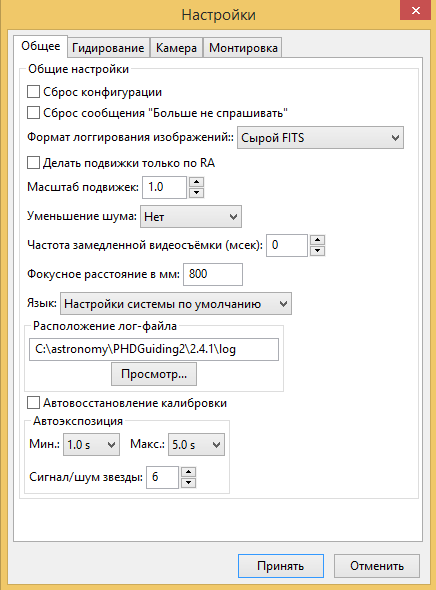 Настройки
Общее Гидирование Камера Монтировка
Общие настройки
Сброс конфигурации
Сброс сообщения "Больше не спрашивать"
Формат логгирования изображений:: Сырой FITS
Делать подвижки только по RA
Масштаб подвижек: 1.0
Уменьшение шума: Нет
Частота замедленной видеосъёмки (мсек): 0
Фокусное расстояние в мм: 800
Язык: Настройки системы по умолчанию
Расположение лог-файла
C:\astronomy\PHDGuiding2\2.4.1\log
Просмотр...
Автовосстановление калибровки
Автоэкспозиция
Мин.: 1.0 s Макс.: 5.0 s
Сигнал/шум звезды: 6
Принять Отменить